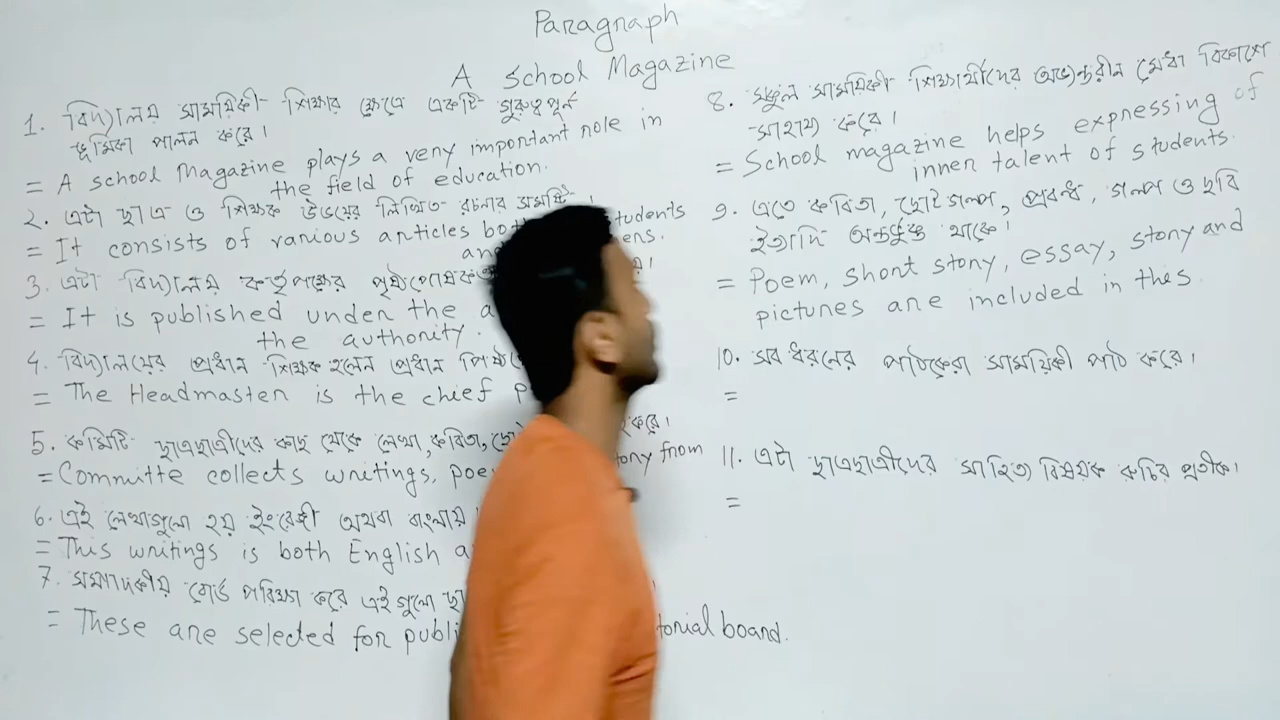 Paragraph
A School Magazine
1. বিদ্যালয় সাময়িকী শিক্ষার ক্ষেত্রে একটি গুরুত্বপূর্ন
ভূমিকা পালন করে।
= A school Magazine plays a very important role in
the field of education.
2. এটা ছাত্র ও শিক্ষক উভয়ের লিখিত রচনার সমষ্টি।
= It consists of various articles both students
and
3. এটা বিদ্যালয় কর্তৃপক্ষের
= It is published under the
the authority.
4. বিদ্যালয়ের প্রধান শিক্ষক হলেন প্রধান
= The Headmaster is the chief
5. কমিটি ছাত্রছাত্রীদের কাছ থেকে লেখা, কবিতা, করে।
= Committe collects writings, from
6. এই লেখাগুলো হয় ইংরেজী অথবা বাংলায়
= This writings is both English
7. সম্পাদকীয় বোর্ড পরিক্ষা করে এইগুলো
= These are selected for board.
8. স্কুল সাময়িকী শিক্ষার্থীদের অভ্যন্তরীন মেধা বিকাশে
সাহায্য করে।
= School magazine helps expressing of
inner talent of students.
9. এতে কবিতা, ছোট গল্প, প্রবন্ধ, গল্প ও ছবি
ইত্যাদি অন্তর্ভুক্ত থাকে।
= Poem, short story, essay, story and
pictures are included in this
10. সব ধরনের পাঠকেরা সাময়িকী পাঠ করে।
=
11. এটা ছাত্রছাত্রীদের সাহিত্য বিষয়ক রুচির প্রতীক।
=